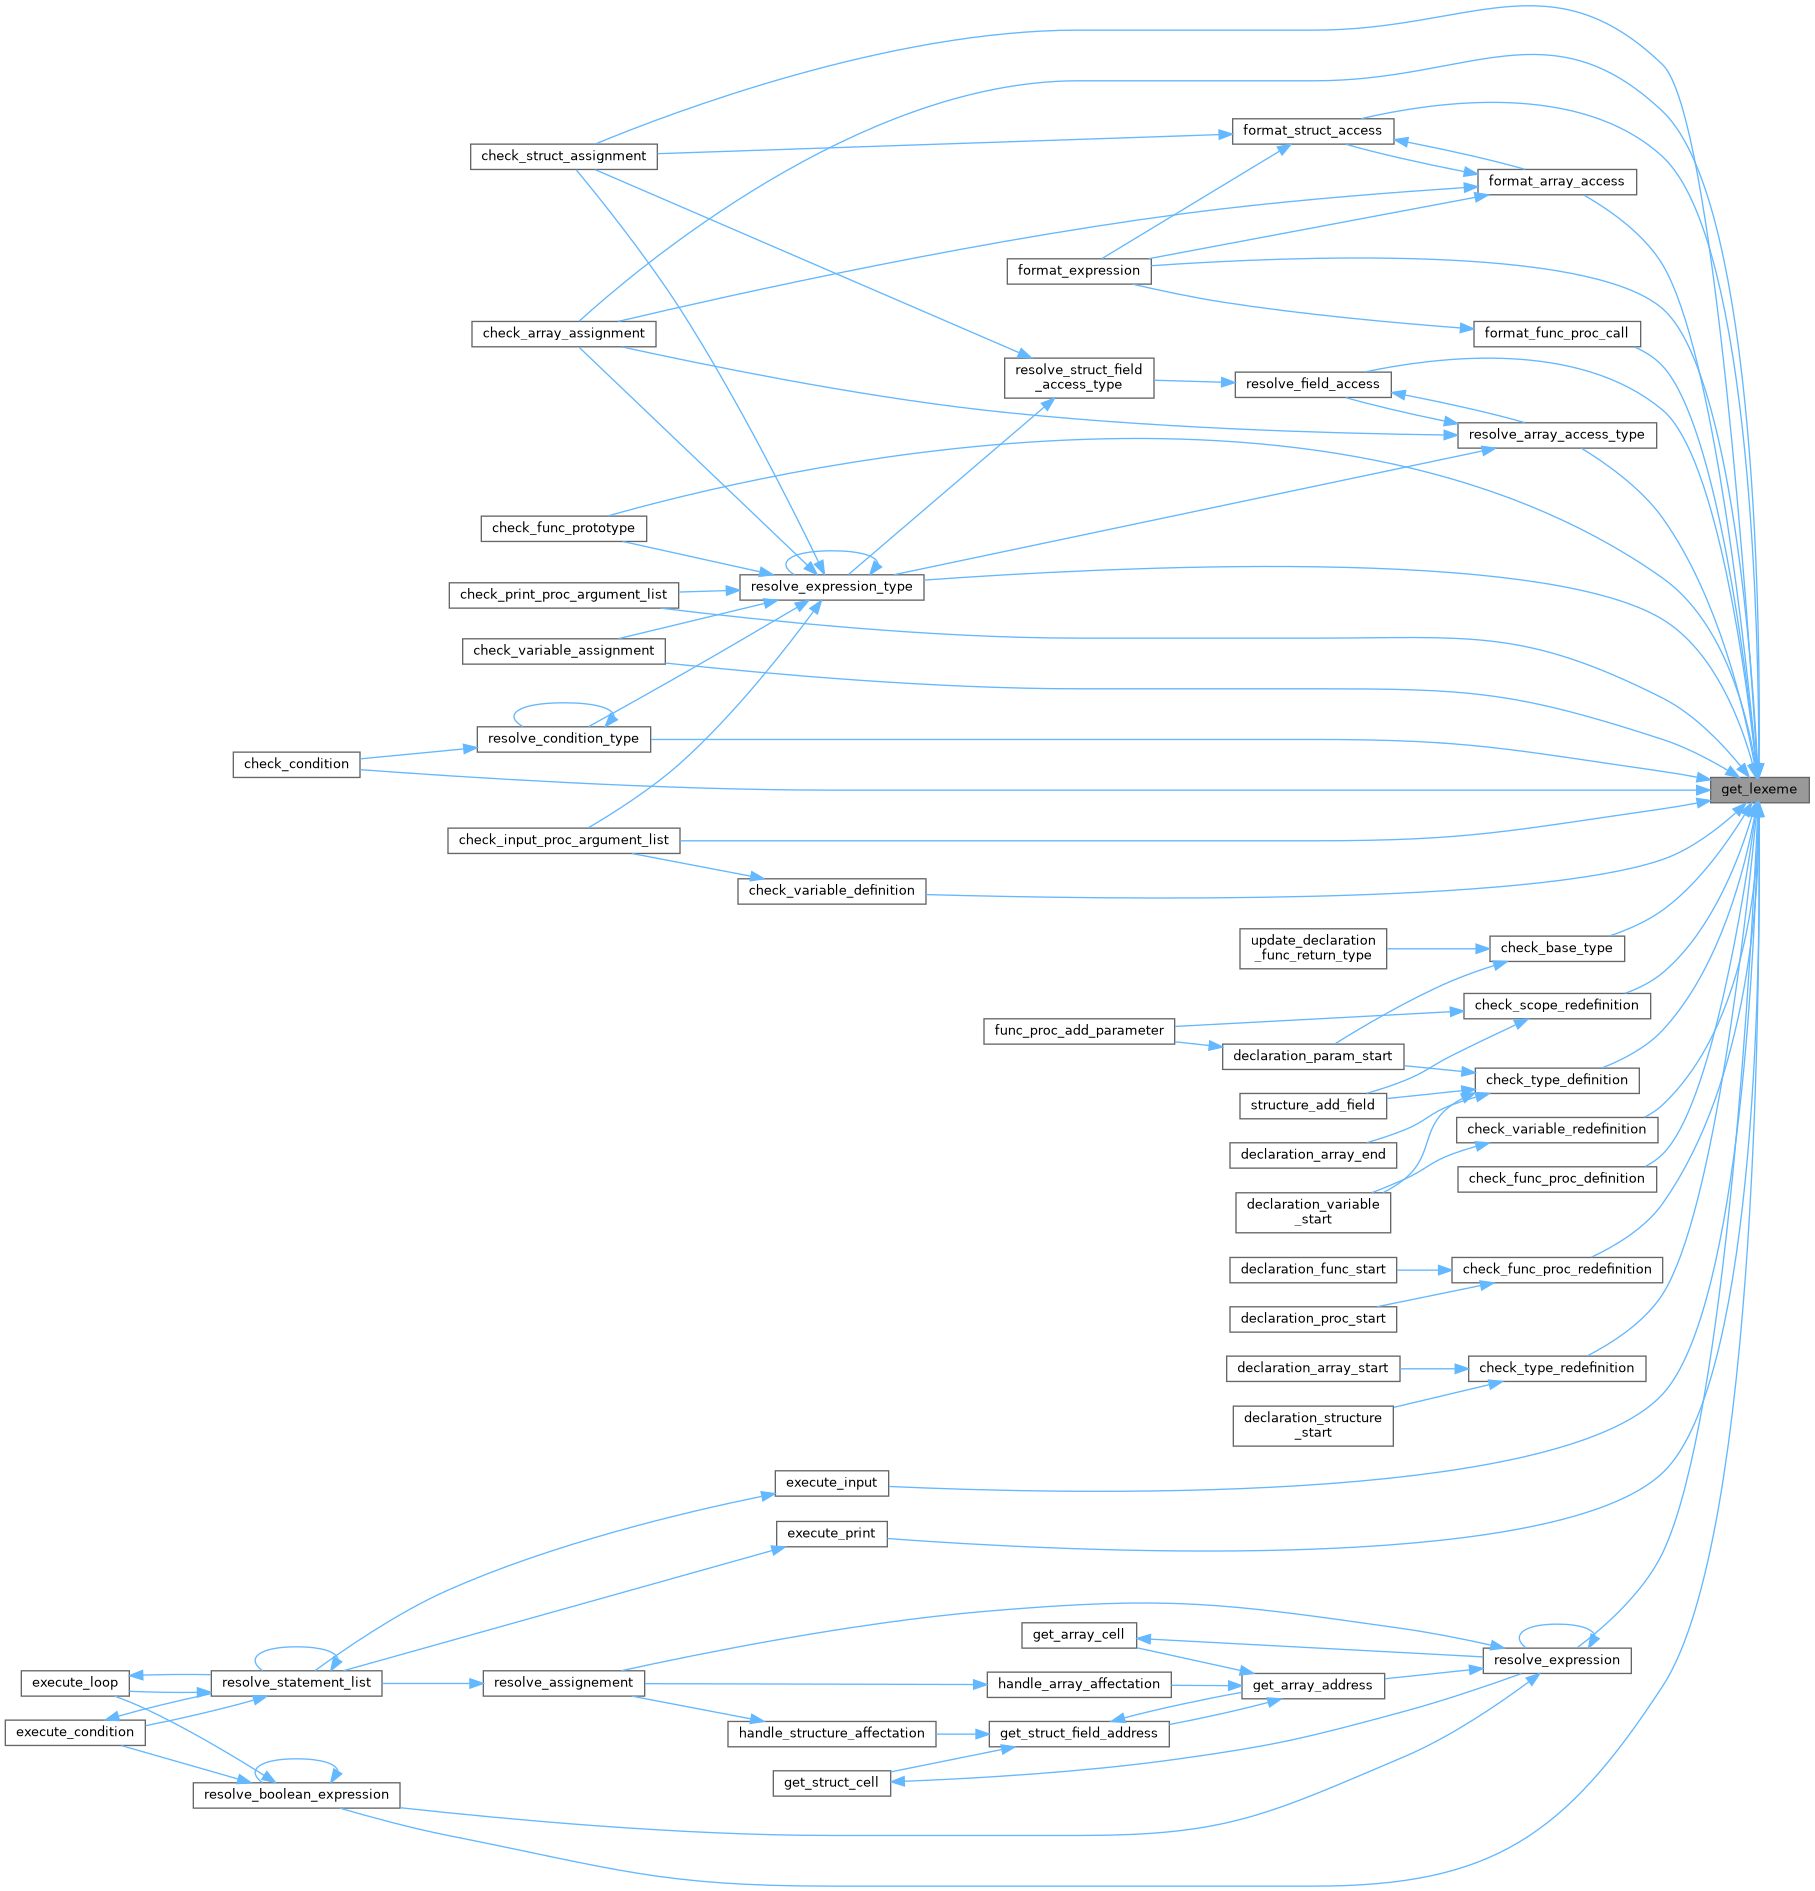 format_struct_access
check_struct_assignment
format_array_access
format_expression
check_array_assignment
format_func_proc_call
resolve_struct_field
_access_type
resolve_field_access
resolve_array_access_type
check_func_prototype
resolve_expression_type
check_print_proc_argument_list
check_variable_assignment
resolve_condition_type
check_condition
get_lexeme
check_input_proc_argument_list
check_variable_definition
update_declaration
_func_return_type
check_base_type
check_scope_redefinition
func_proc_add_parameter
declaration_param_start
check_type_definition
structure_add_field
check_variable_redefinition
declaration_array_end
check_func_proc_definition
declaration_variable
_start
declaration_func_start
check_func_proc_redefinition
declaration_proc_start
declaration_array_start
check_type_redefinition
declaration_structure
_start
execute_input
execute_print
get_array_cell
resolve_expression
execute_loop
resolve_statement_list
resolve_assignement
handle_array_affectation
get_array_address
execute_condition
handle_structure_affectation
get_struct_field_address
get_struct_cell
resolve_boolean_expression